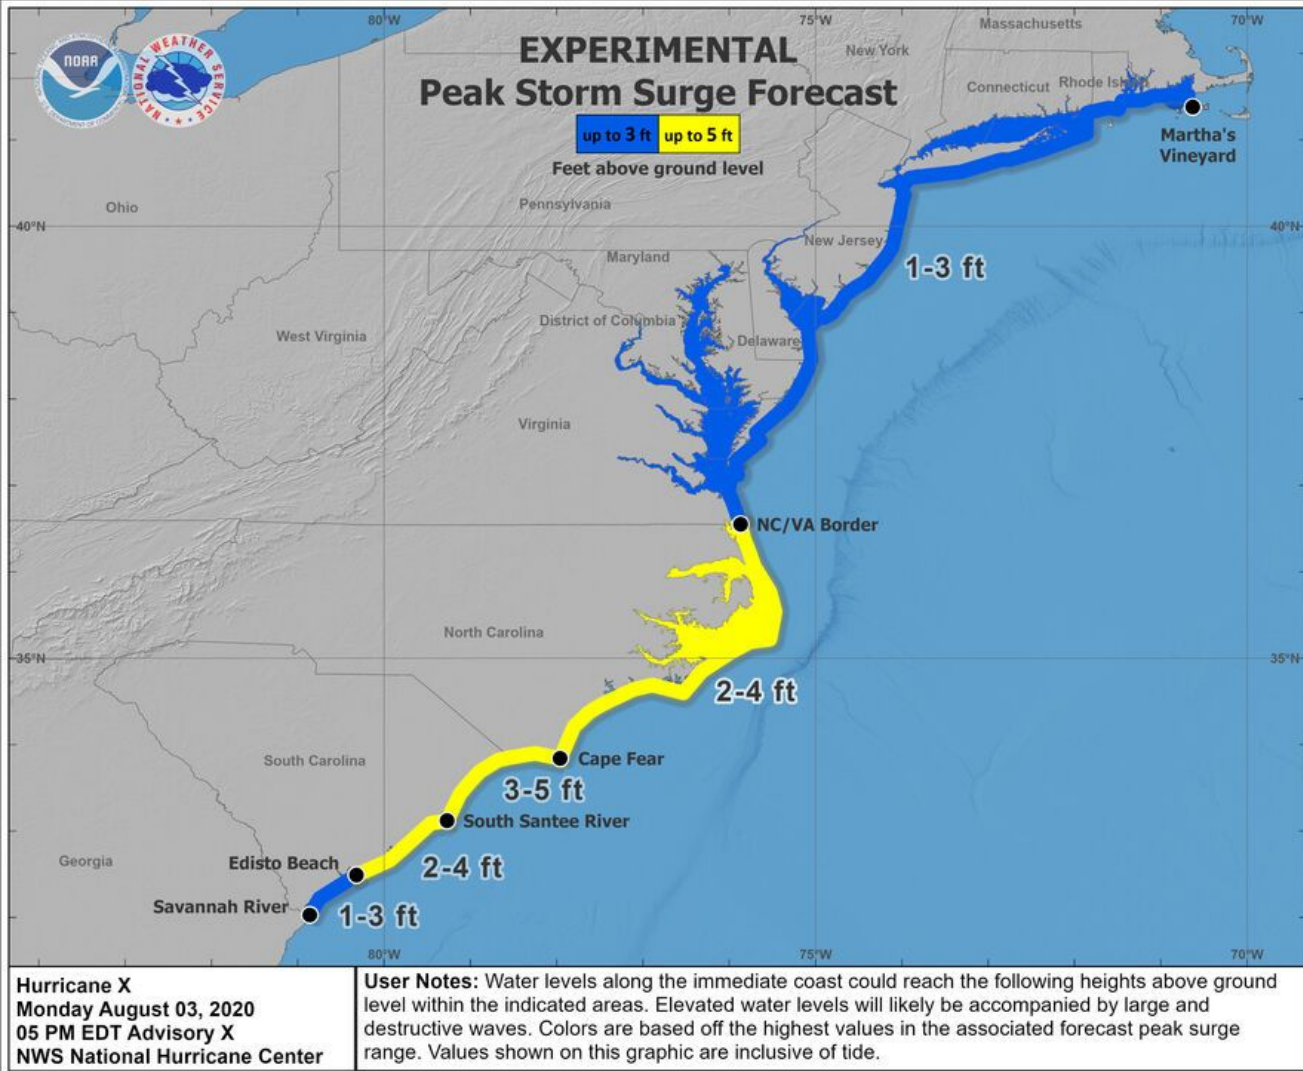 80°W
75°W
70°W
NOAA
NATIONAL WEATHER SERVICE
EXPERIMENTAL
Peak Storm Surge Forecast
up to 3 ft
up to 5 ft
Feet above ground level
Massachusetts
New York
Connecticut
Martha's
Vineyard
Ohio
Pennsylvania
40°N
40°N
New Jersey
Maryland
1-3 ft
District of Columbia
West Virginia
Delaware
Virginia
NC/VA Border
North Carolina
35°N
35°N
2-4 ft
South Carolina
Cape Fear
3-5 ft
South Santee River
Georgia
Edisto Beach
2-4 ft
Savannah River
1-3 ft
80°W
75°W
70°W
Hurricane X
Monday August 03, 2020
05 PM EDT Advisory X
NWS National Hurricane Center
User Notes: Water levels along the immediate coast could reach the following heights above ground
level within the indicated areas. Elevated water levels will likely be accompanied by large and
destructive waves. Colors are based off the highest values in the associated forecast peak surge
range. Values shown on this graphic are inclusive of tide.